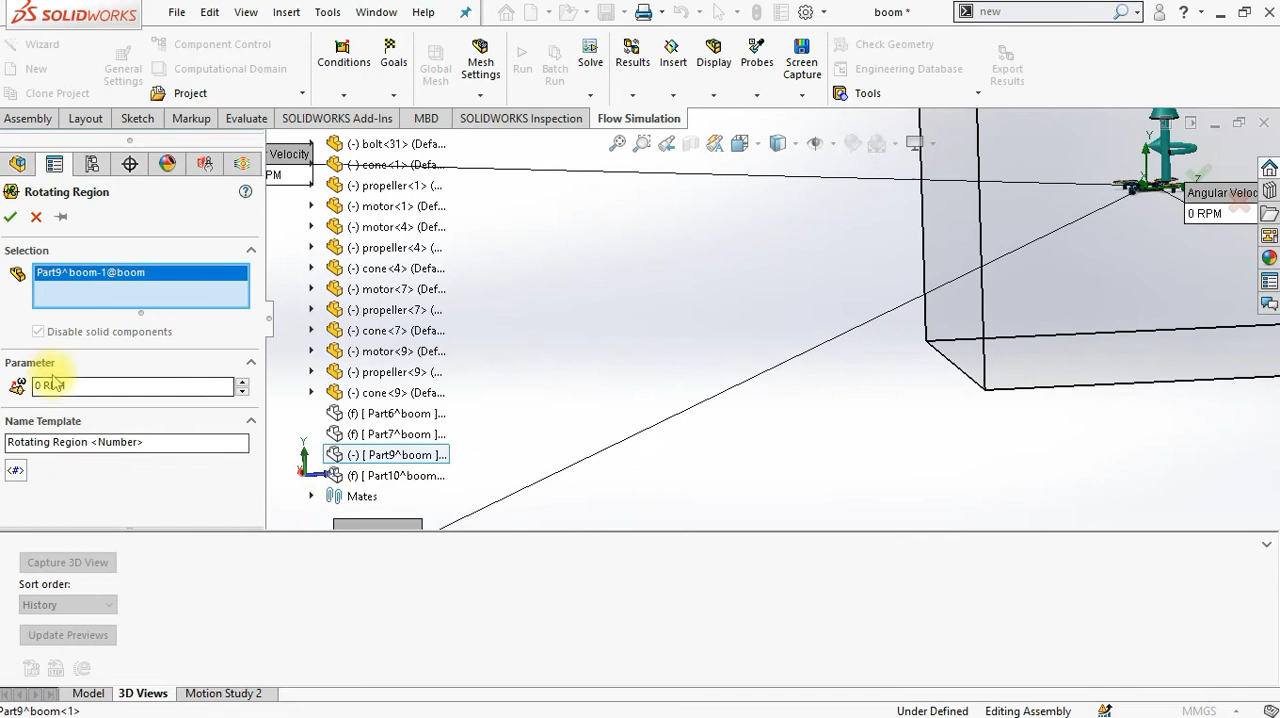 SOLIDWORKS
File Edit View Insert Tools Window Help
boom *
new
Wizard
New
Clone Project
General Settings
Component Control
Computational Domain
Project
Conditions
Goals
Global Mesh
Mesh Settings
Run
Batch Run
Solve
Results
Insert
Display
Probes
Screen Capture
Check Geometry
Engineering Database
Tools
Export Results
Assembly Layout Sketch Markup Evaluate SOLIDWORKS Add-Ins MBD SOLIDWORKS Inspection Flow Simulation
Rotating Region
Selection
Part9^boom-1@boom
Disable solid components
Parameter
0 RPM
Name Template
Rotating Region <Number>
<#>
Velocity
PM
(-) bolt<31> (Defa...
(-) cone<1> (Defa...
(-) propeller<1> (...
(-) motor<1> (Def...
(-) motor<4> (Def...
(-) propeller<4> (...
(-) cone<4> (Defa...
(-) motor<7> (Def...
(-) propeller<7> (...
(-) cone<7> (Defa...
(-) motor<9> (Def...
(-) propeller<9> (...
(-) cone<9> (Defa...
(f) [ Part6^boom ]...
(f) [ Part7^boom ]...
(-) [ Part9^boom ]...
(f) [ Part10^boom...
Mates
Y
Y
Z
Angular Veloc
0 RPM
Capture 3D View
Sort order:
History
Update Previews
Model 3D Views Motion Study 2
Part9^boom<1>
Under Defined Editing Assembly MMGS